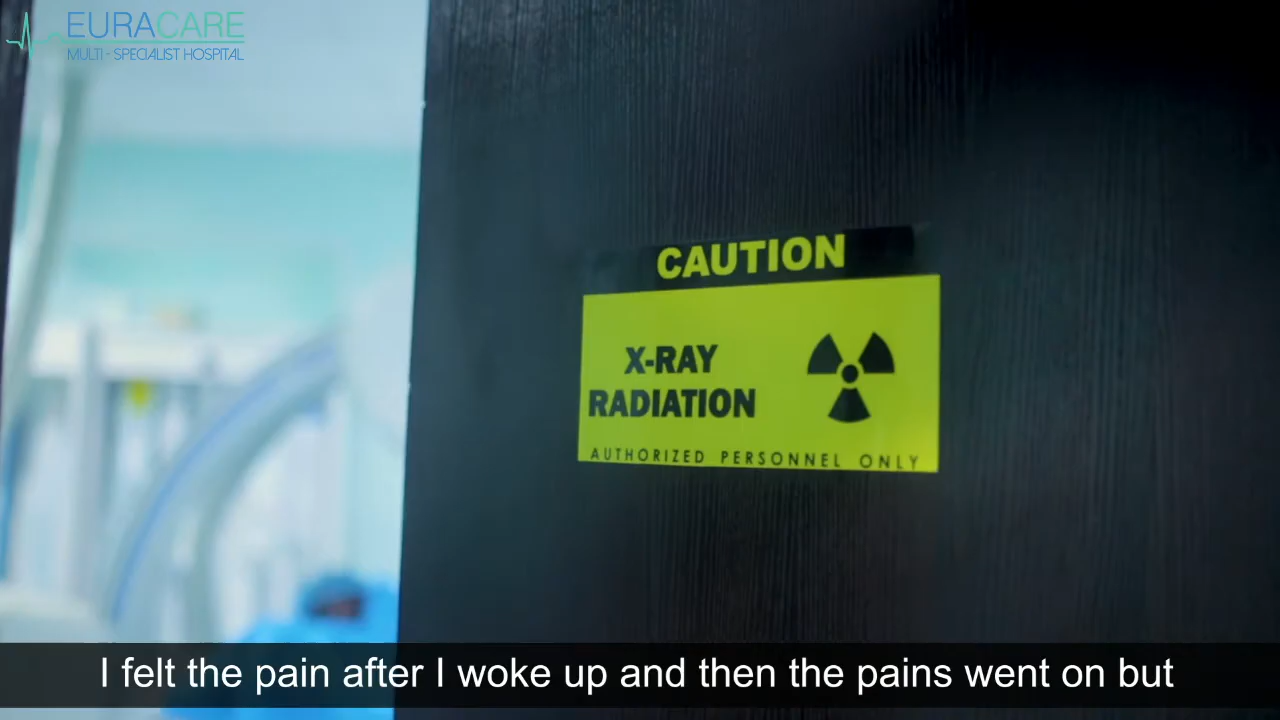 EURACARE
MULTI - SPECIALIST HOSPITAL
CAUTION
X-RAY
RADIATION
AUTHORIZED PERSONNEL ONLY
I felt the pain after I woke up and then the pains went on but